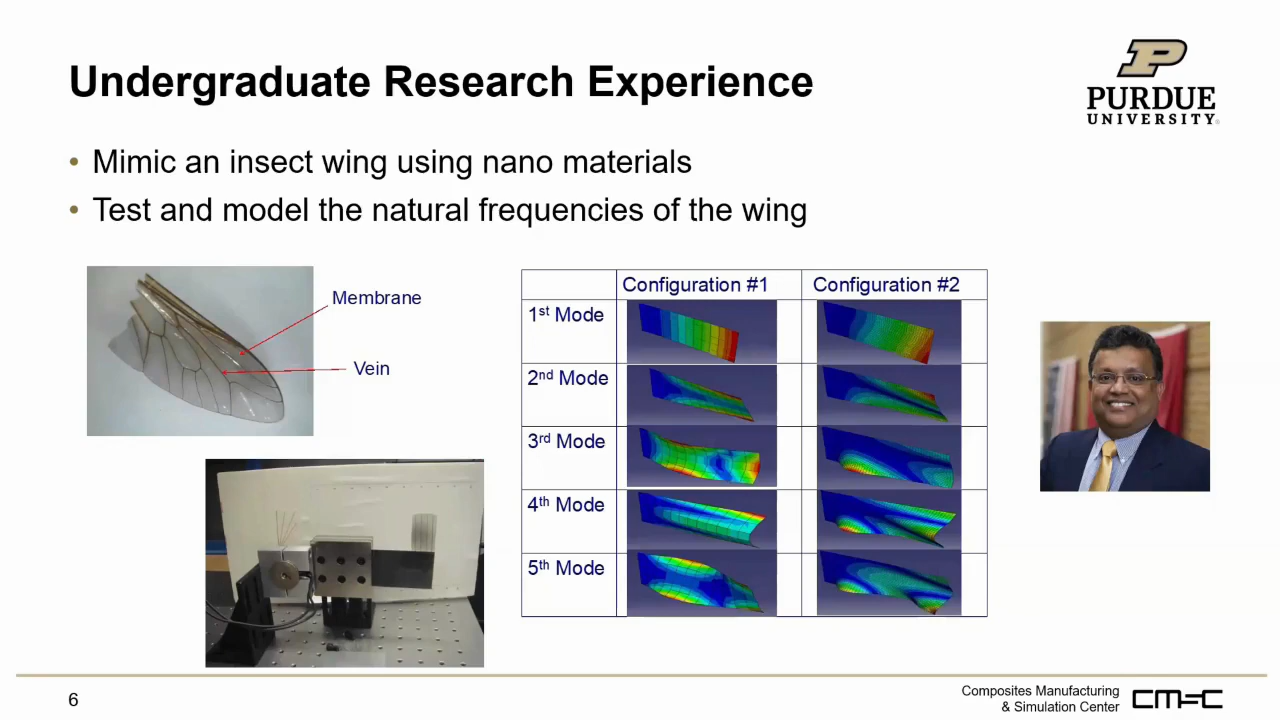 Undergraduate Research Experience
P
PURDUE
UNIVERSITY®
• Mimic an insect wing using nano materials
• Test and model the natural frequencies of the wing
Membrane
Vein
Configuration #1 Configuration #2
1st Mode
2nd Mode
3rd Mode
4th Mode
5th Mode
6
Composites Manufacturing
& Simulation Center
CMSC